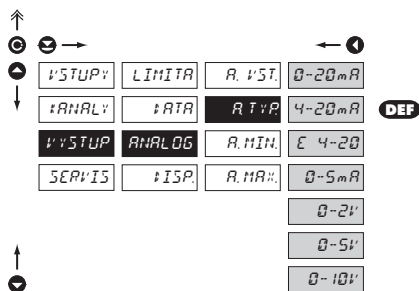 VSTUPY LIMITA A. VST. 0-20mA
KANALY DATA A.TYP. 4-20mA DEF
VYSTUP ANALOG A.MIN. E 4-20
SERVIS DISP. A.MAX. 0-5mA
0-2V
0-5V
0-10V